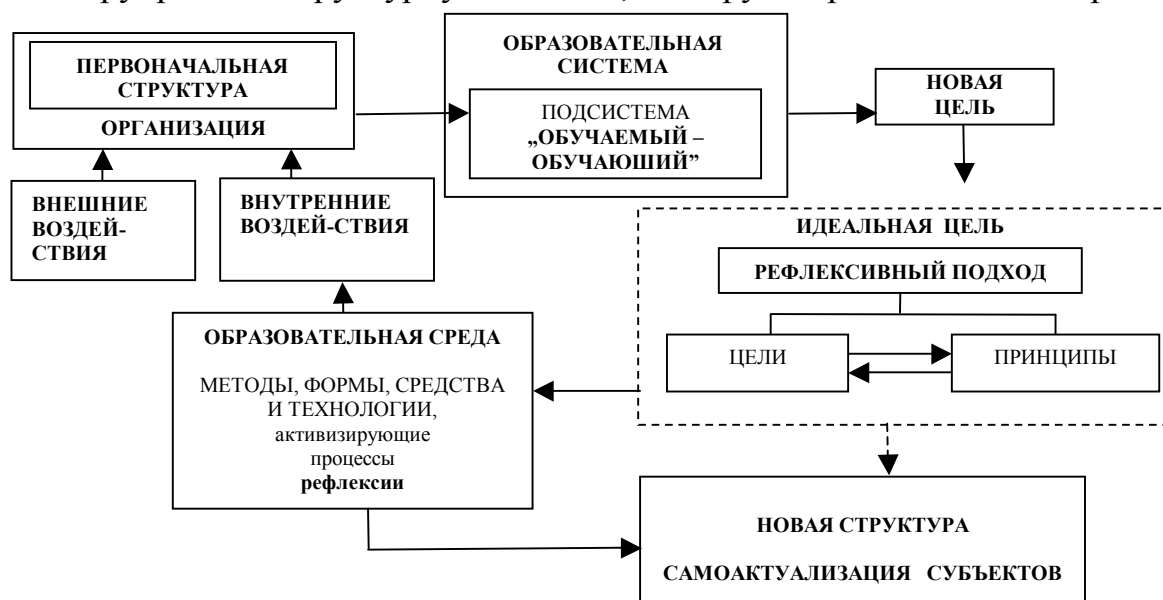 ПЕРВОНАЧАЛЬНАЯ
СТРУКТУРА
ОРГАНИЗАЦИЯ
ОБРАЗОВАТЕЛЬНАЯ
СИСТЕМА
ПОДСИСТЕМА
„ОБУЧАЕМЫЙ –
ОБУЧАЮШИЙ”
НОВАЯ
ЦЕЛЬ
ВНЕШНИЕ
ВОЗДЕЙ-
СТВИЯ
ВНУТРЕННИЕ
ВОЗДЕЙ-СТВИЯ
ИДЕАЛЬНАЯ ЦЕЛЬ
РЕФЛЕКСИВНЫЙ ПОДХОД
ЦЕЛИ
ПРИНЦИПЫ
ОБРАЗОВАТЕЛЬНАЯ СРЕДА
МЕТОДЫ, ФОРМЫ, СРЕДСТВА
И ТЕХНОЛОГИИ,
активизирующие
процессы
рефлексии
НОВАЯ СТРУКТУРА
САМОАКТУАЛИЗАЦИЯ СУБЪЕКТОВ